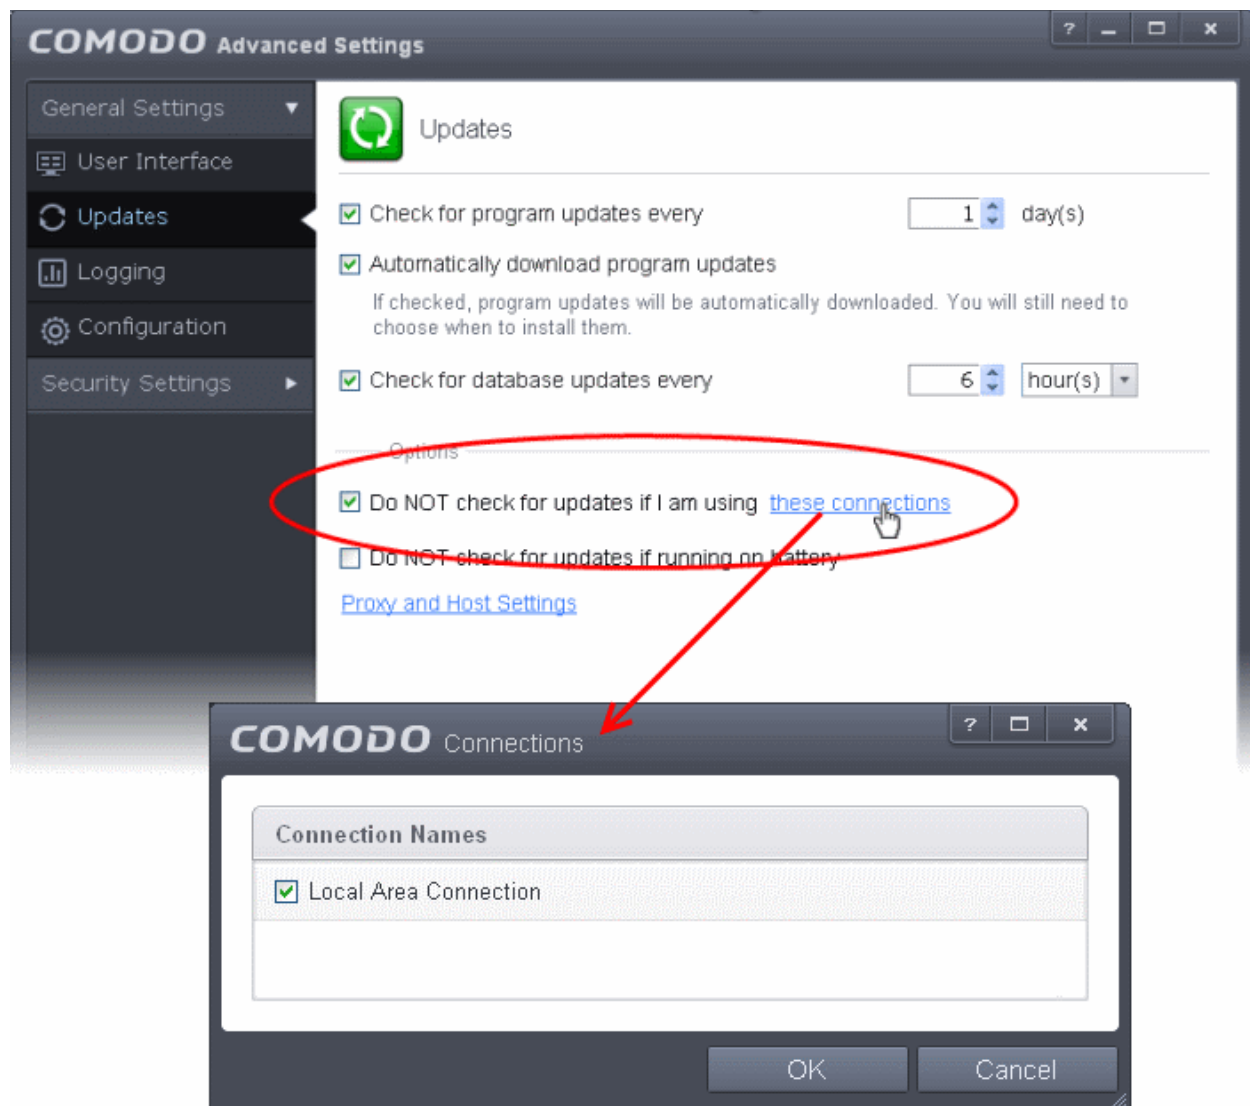 COMODO Advanced Settings
?
General Settings
User Interface
Updates
Logging
Configuration
Security Settings
Updates
Check for program updates every 1 day(s)
Automatically download program updates
If checked, program updates will be automatically downloaded. You will still need to
choose when to install them.
Check for database updates every 6 hour(s)
Options
Do NOT check for updates if I am using these connections
Do NOT check for updates if running on battery
Proxy and Host Settings
COMODO Connections
?
Connection Names
Local Area Connection
OK
Cancel